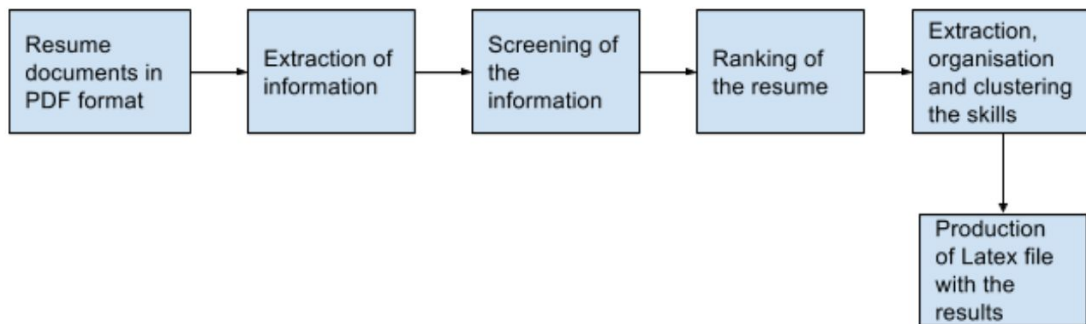 Resume
documents in
PDF format
Extraction of
information
Screening of
the
information
Ranking of
the resume
Extraction,
organisation
and clustering
the skills
Production
of Latex file
with the
results